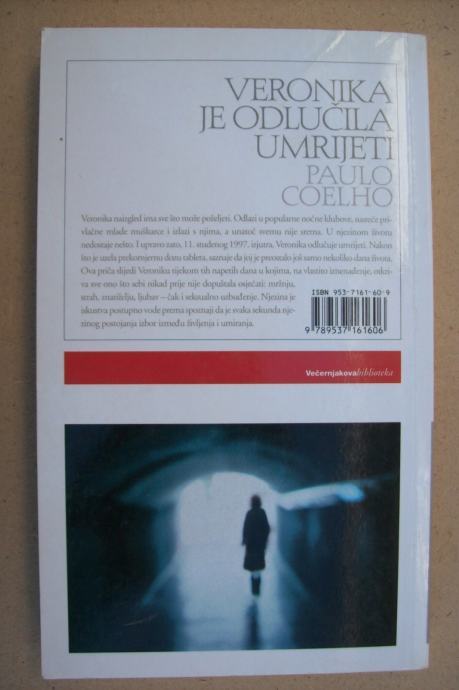 VERONIKA
JE ODLUČILA
UMRIJETI
PAULO
COELHO
Veronika naizgled ima sve što može poželjeti. Odlazi u popularne noćne klubove, susreće pri-
vlačne mlade muškarce i izlazi s njima, a unatoč svemu nije sretna. U njezinom životu
nedostaje nešto. I upravo zato, 11. studenog 1997. izjutra, Veronika odlučuje umrijeti. Nakon
što je uzela prekomjernu dozu tableta, saznaje da joj je preostalo još samo nekoliko dana života.
Ova priča slijedi Veroniku tijekom tih napetih dana u kojima, na vlastito iznenađenje, otkri-
va sve ono što sebi nikad prije nije dopuštala osjećati: mržnju,
strah, znatiželju, ljubav – čak i seksualno uzbuđenje. Njezina je
iskustva postupno vode prema spoznaji da je svaka sekunda nje-
zinog postojanja izbor između življenja i umiranja.
ISBN 953-7161-60-9
9 789537 161606
Večernjakova biblioteka